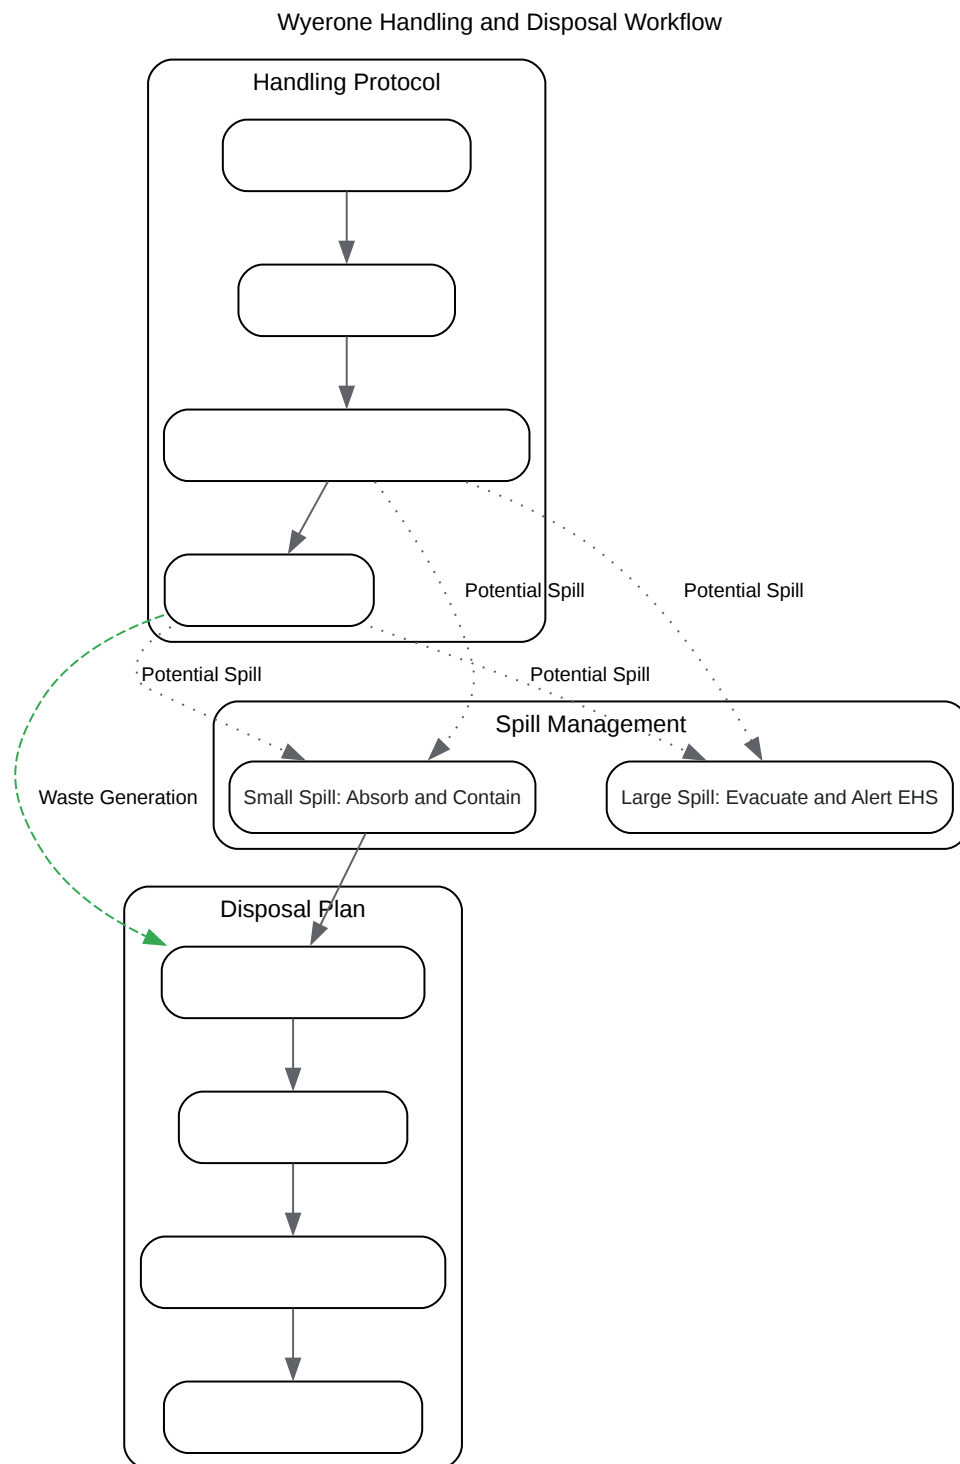 Wyerone Handling and Disposal Workflow
Handling Protocol
Potential Spill
Potential Spill
Potential Spill
Potential Spill
Spill Management
Small Spill: Absorb and Contain
Large Spill: Evacuate and Alert EHS
Waste Generation
Disposal Plan